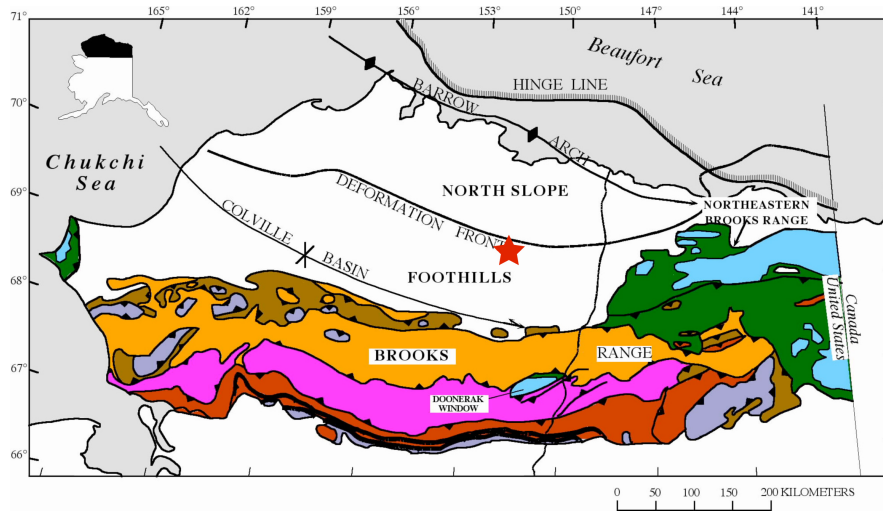 165° 162° 159° 156° 153° 150° 147° 144° 141°
71°
70°
69°
68°
67°
66°
Beaufort
Sea
HINGE LINE
BARROW
ARCH
Chukchi
Sea
NORTH SLOPE
DEFORMATION FRONT
NORTHEASTERN
BROOKS RANGE
COLVILLE
BASIN
FOOTHILLS
Canada
United States
BROOKS
RANGE
DOONERAK
WINDOW
0 50 100 150 200 KILOMETERS